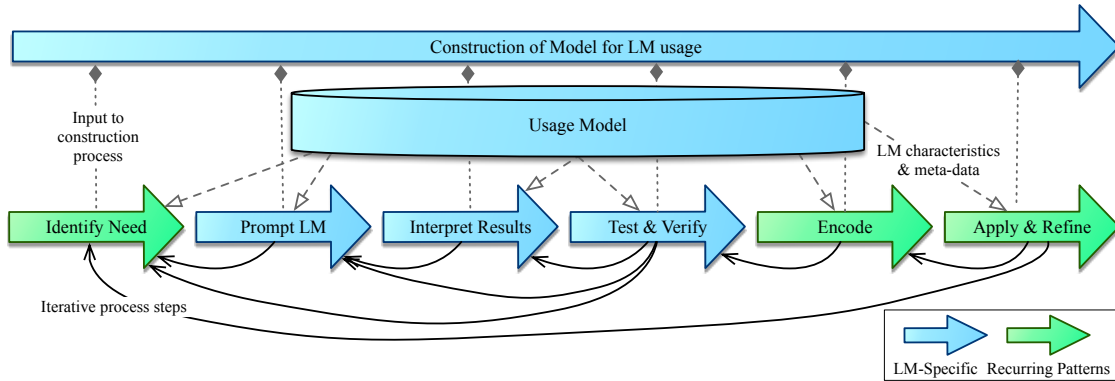 Construction of Model for LM usage
Input to
construction
process
Usage Model
LM characteristics
& meta-data
Identify Need
Prompt LM
Interpret Results
Test & Verify
Encode
Apply & Refine
Iterative process steps
LM-Specific
Recurring Patterns